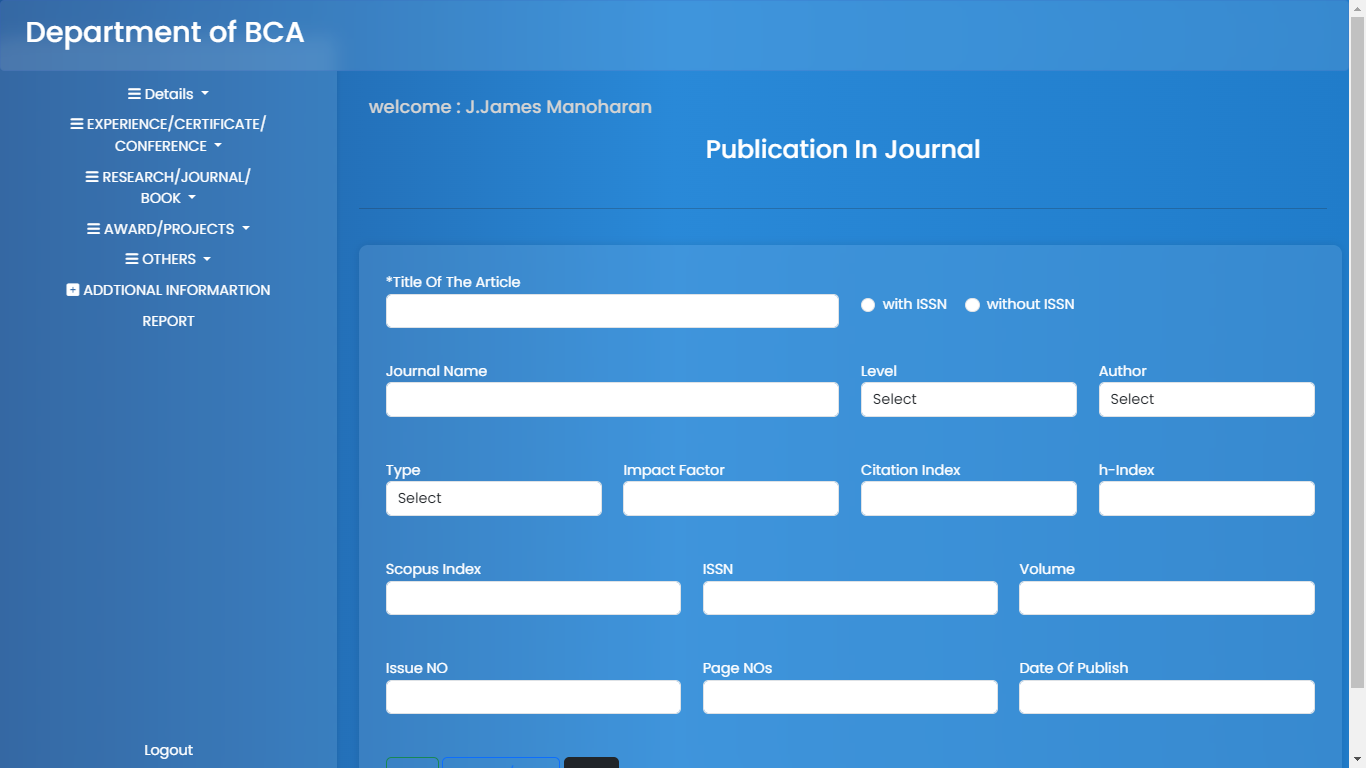 Department of BCA
Details
EXPERIENCE/CERTIFICATE/
CONFERENCE
RESEARCH/JOURNAL/
BOOK
AWARD/PROJECTS
OTHERS
ADDTIONAL INFORMARTION
REPORT
Logout
welcome : J.James Manoharan
Publication In Journal
*Title Of The Article
with ISSN without ISSN
Journal Name Level Author
Select Select
Type Impact Factor Citation Index h-Index
Select
Scopus Index ISSN Volume
Issue NO Page NOs Date Of Publish